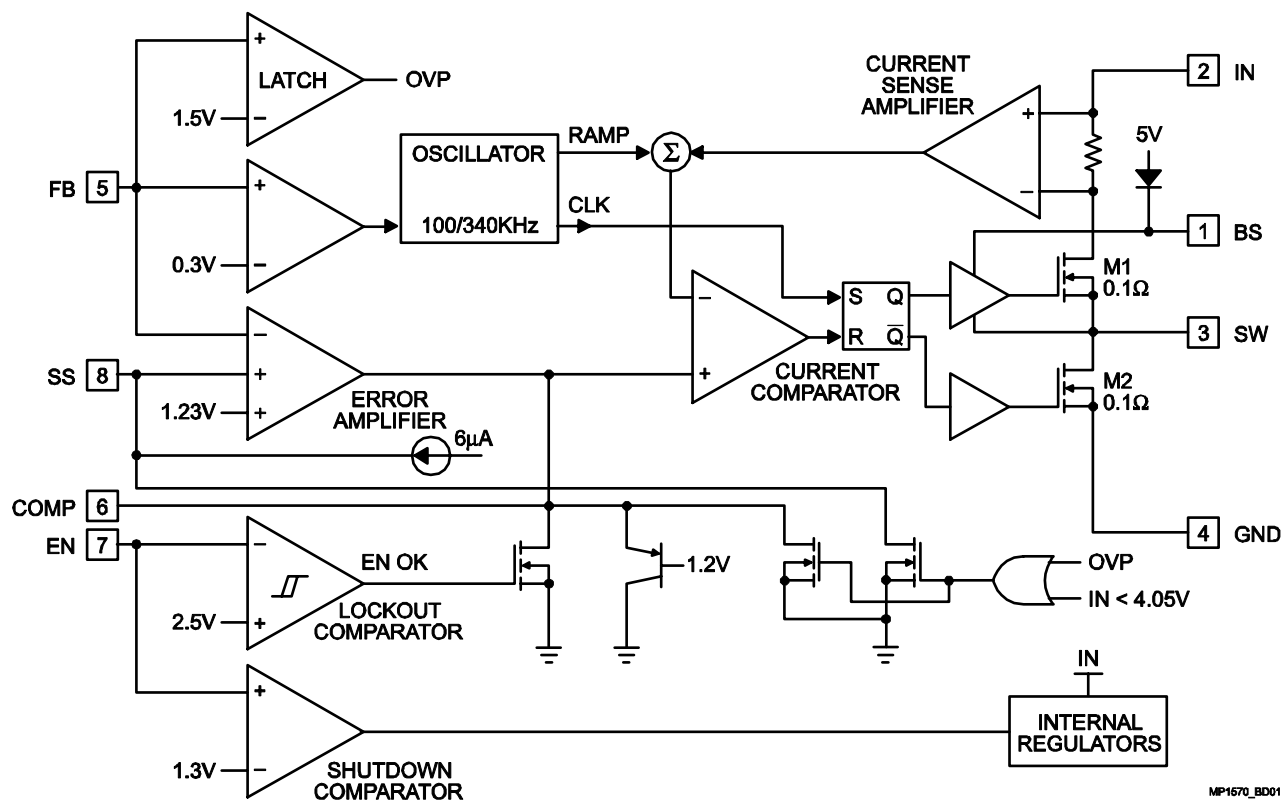 +
LATCH
OVP
1.5V
−
FB
5
+
0.3V
−
OSCILLATOR
100/340KHz
RAMP
CLK
Σ
CURRENT
SENSE
AMPLIFIER
+
−
2
IN
5V
1
BS
M1
0.1Ω
3
SW
M2
0.1Ω
4
GND
−
+
CURRENT
COMPARATOR
S
Q
R
Q̅
SS
8
−
+
1.23V
+
ERROR
AMPLIFIER
6µA
COMP
6
EN
7
−
2.5V
+
EN OK
LOCKOUT
COMPARATOR
1.2V
OVP
IN < 4.05V
+
1.3V
−
SHUTDOWN
COMPARATOR
IN
INTERNAL
REGULATORS
MP1570_BD01